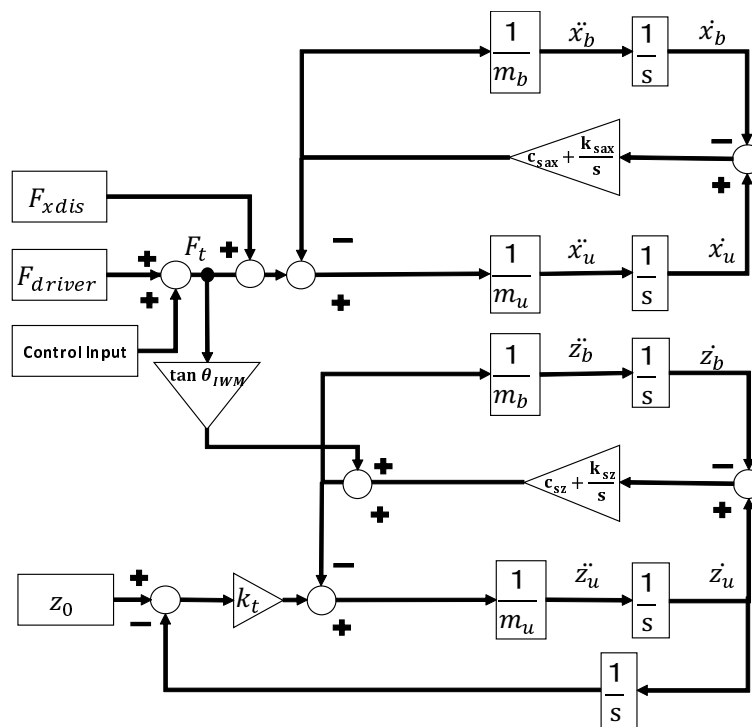 1
m_b
ẍ_b
1
s
ẋ_b
c_sax + k_sax
s
−
+
F_xdis
F_driver
+
+
F_t
+
−
+
1
m_u
ẍ_u
1
s
ẋ_u
Control Input
tan θ_IWM
1
m_b
z̈_b
1
s
ż_b
+
+
c_sz + k_sz
s
−
+
z_0
+
−
k_t
−
+
1
m_u
z̈_u
1
s
ż_u
1
s